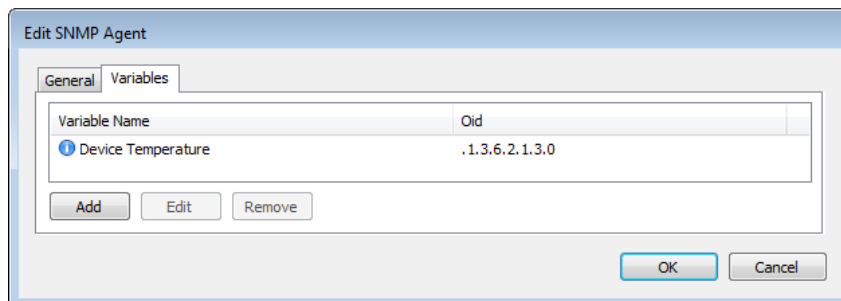 Edit SNMP Agent
General Variables
Variable Name Oid
Device Temperature .1.3.6.2.1.3.0
Add Edit Remove
OK Cancel